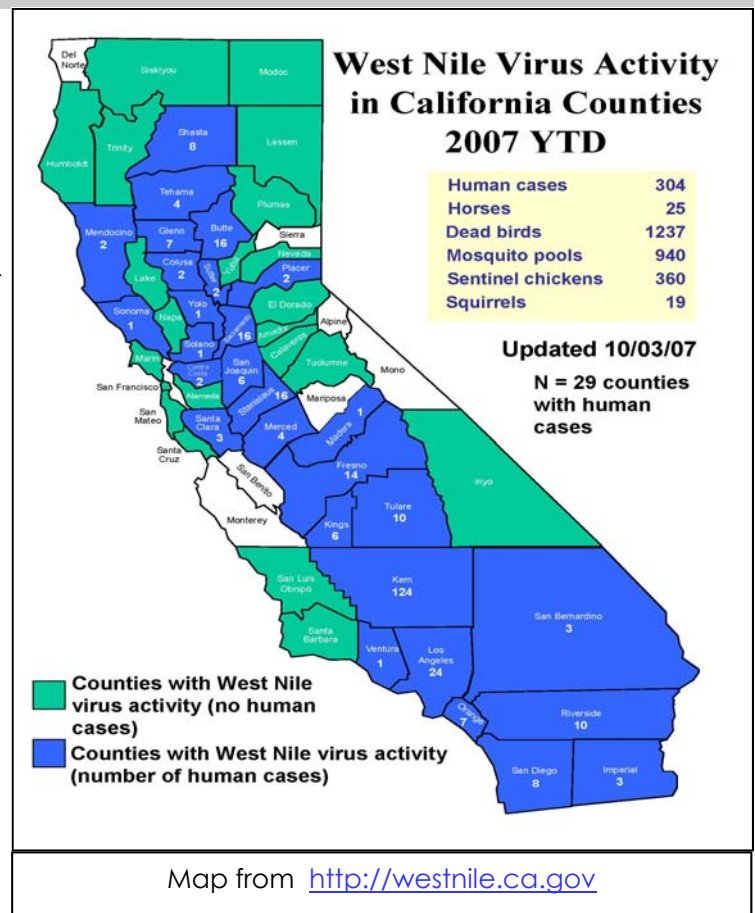 West Nile Virus Activity
in California Counties
2007 YTD
Human cases 304
Horses 25
Dead birds 1237
Mosquito pools 940
Sentinel chickens 360
Squirrels 19
Updated 10/03/07
N = 29 counties
with human
cases
Del
Norte
Siskiyou
Modoc
Humboldt
Trinity
Shasta
8
Lassen
Tehama
4
Plumas
Mendocino
2
Glenn
7
Butte
16
Sierra
Nevada
Yuba
Colusa
2
Sutter
2
Placer
2
Lake
El Dorado
Sonoma
1
Napa
Yolo
1
Sacramento
16
Alpine
Amador
Solano
1
Calaveras
Tuolumne
Mono
Marin
Contra
Costa
2
San
Joaquin
6
San Francisco
Alameda
Stanislaus
16
Mariposa
San
Mateo
Santa
Clara
3
Merced
4
Madera
1
Santa
Cruz
San Benito
Fresno
14
Inyo
Monterey
Kings
6
Tulare
10
San Luis
Obispo
Kern
124
San Bernardino
3
Santa
Barbara
Ventura
1
Los
Angeles
24
Orange
7
Riverside
10
San Diego
8
Imperial
3
Counties with West Nile
virus activity (no human
cases)
Counties with West Nile virus activity
(number of human cases)
Map from http://westnile.ca.gov